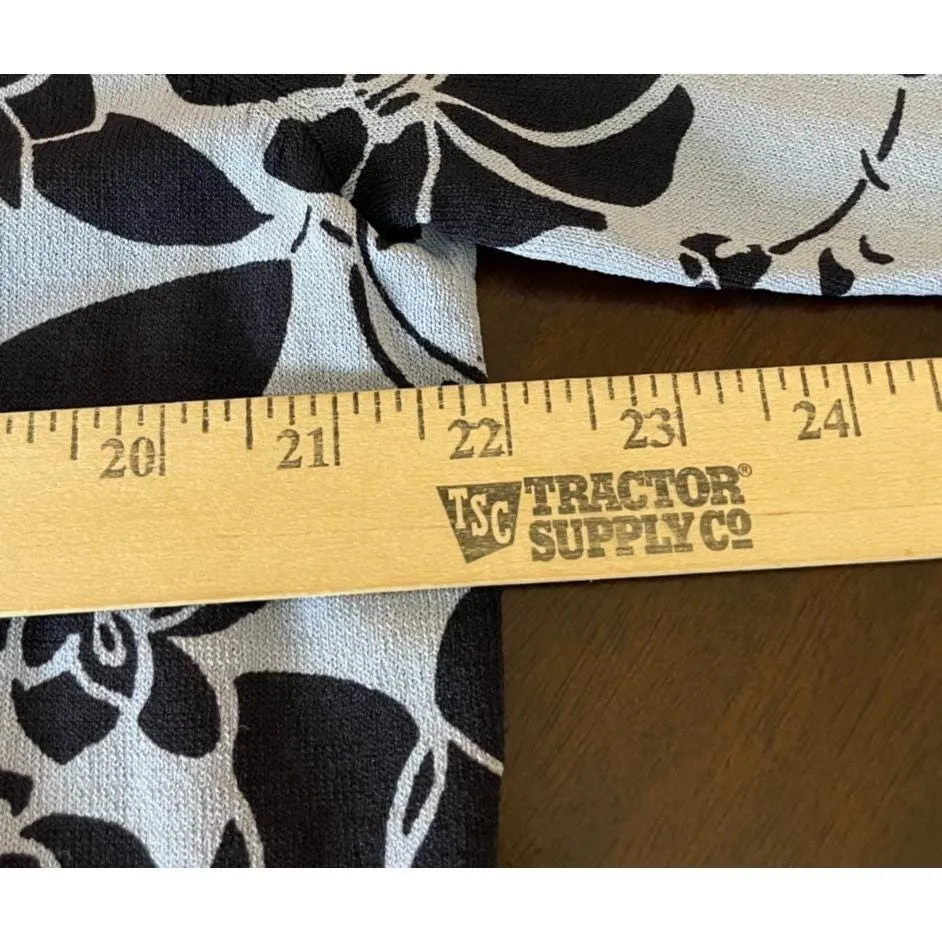 20 21 22 23 24
TSC TRACTOR®
SUPPLY CO